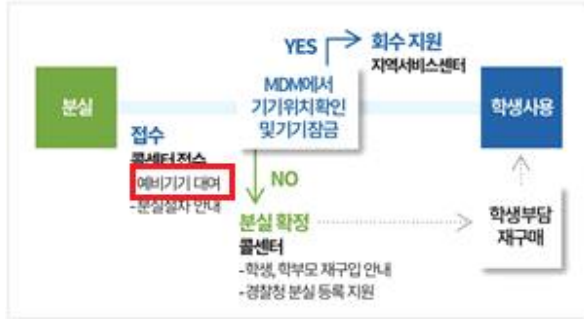 분실
접수
콜센터 접수
예비기기 대여
- 분실절차 안내
MDM에서
기기위치확인
및기기잠금
YES
회수 지원
지역서비스센터
NO
분실 확정
콜센터
- 학생, 학부모 재구입 안내
- 경찰청 분실 등록 지원
학생부담
재구매
학생사용